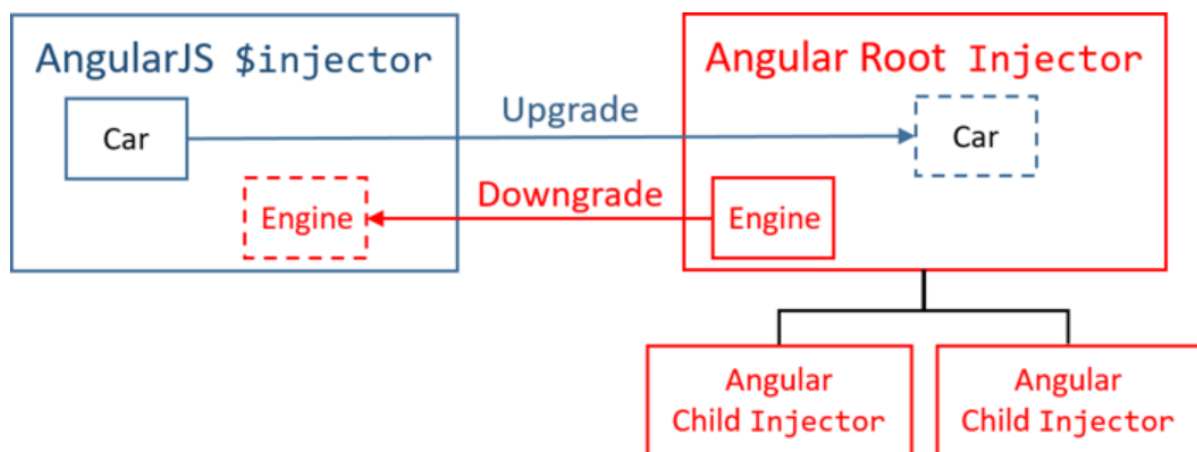 AngularJS $injector
Angular Root Injector
Car
Upgrade
Car
Engine
Downgrade
Engine
Angular
Child Injector
Angular
Child Injector